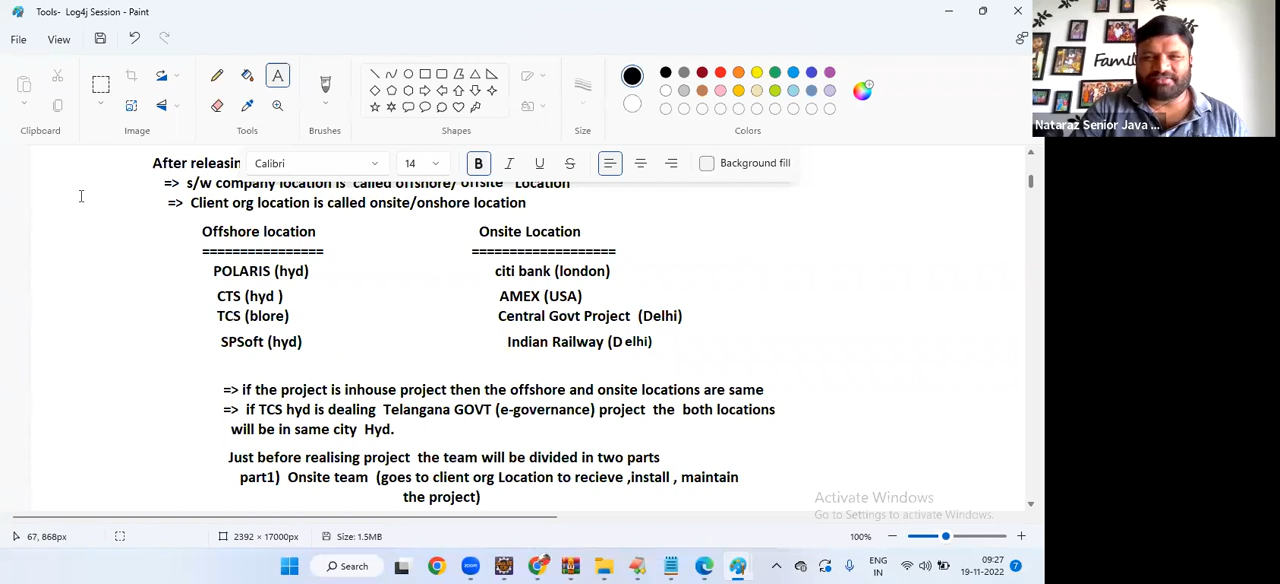 Tools- Log4j Session - Paint
File View
Clipboard Image Tools Brushes Shapes Size Colors
Famil
Nataraz Senior Java ...
After releasin
Calibri 14 B I U S Background fill
=> s/w company location is called offshore/ offsite Location
=> Client org location is called onsite/onshore location
Offshore location Onsite Location
================ ==================
POLARIS (hyd) citi bank (london)
CTS (hyd ) AMEX (USA)
TCS (blore) Central Govt Project (Delhi)
SPSoft (hyd) Indian Railway (D elhi)
=> if the project is inhouse project then the offshore and onsite locations are same
=> if TCS hyd is dealing Telangana GOVT (e-governance) project the both locations
will be in same city Hyd.
Just before realising project the team will be divided in two parts
part1) Onsite team (goes to client org Location to recieve ,install , maintain
the project)
Activate Windows
Go to Settings to activate Windows.
67, 868px 2392 × 17000px Size: 1.5MB 100%
Search ENG 09:27
IN 19-11-2022 7